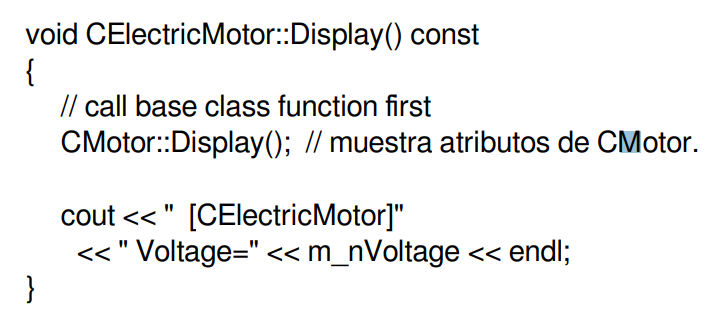 void CElectricMotor::Display() const
{
// call base class function first
CMotor::Display();  // muestra atributos de CMotor.
cout << "  [CElectricMotor]"
<< " Voltage=" << m_nVoltage << endl;
}